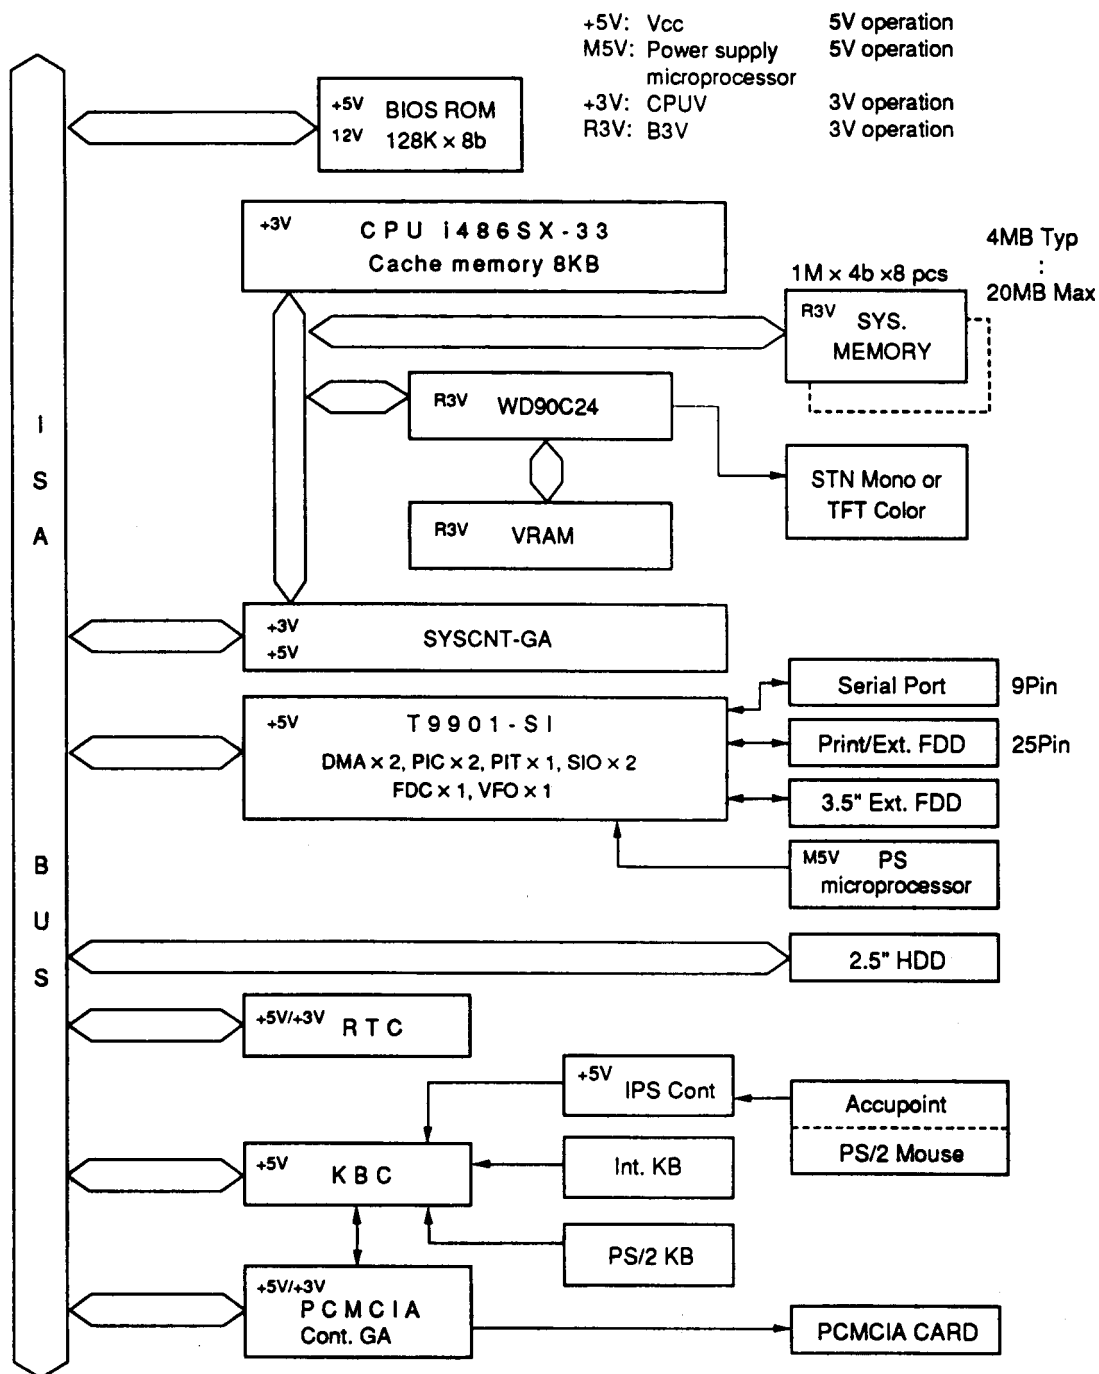 +5V: Vcc 5V operation
M5V: Power supply 5V operation
microprocessor
+3V: CPUV 3V operation
R3V: B3V 3V operation
+5V BIOS ROM
12V 128K × 8b
+3V CPU i486SX-33
Cache memory 8KB
4MB Typ
:
20MB Max
1M × 4b ×8 pcs
R3V SYS.
MEMORY
R3V WD90C24
STN Mono or
TFT Color
R3V VRAM
ISA BUS
+3V
+5V SYSCNT-GA
+5V T9901-SI
DMA × 2, PIC × 2, PIT × 1, SIO × 2
FDC × 1, VFO × 1
Serial Port 9Pin
Print/Ext. FDD 25Pin
3.5" Ext. FDD
M5V PS
microprocessor
2.5" HDD
+5V/+3V RTC
+5V IPS Cont
Accupoint
PS/2 Mouse
+5V KBC
Int. KB
PS/2 KB
+5V/+3V
PCMCIA
Cont. GA
PCMCIA CARD